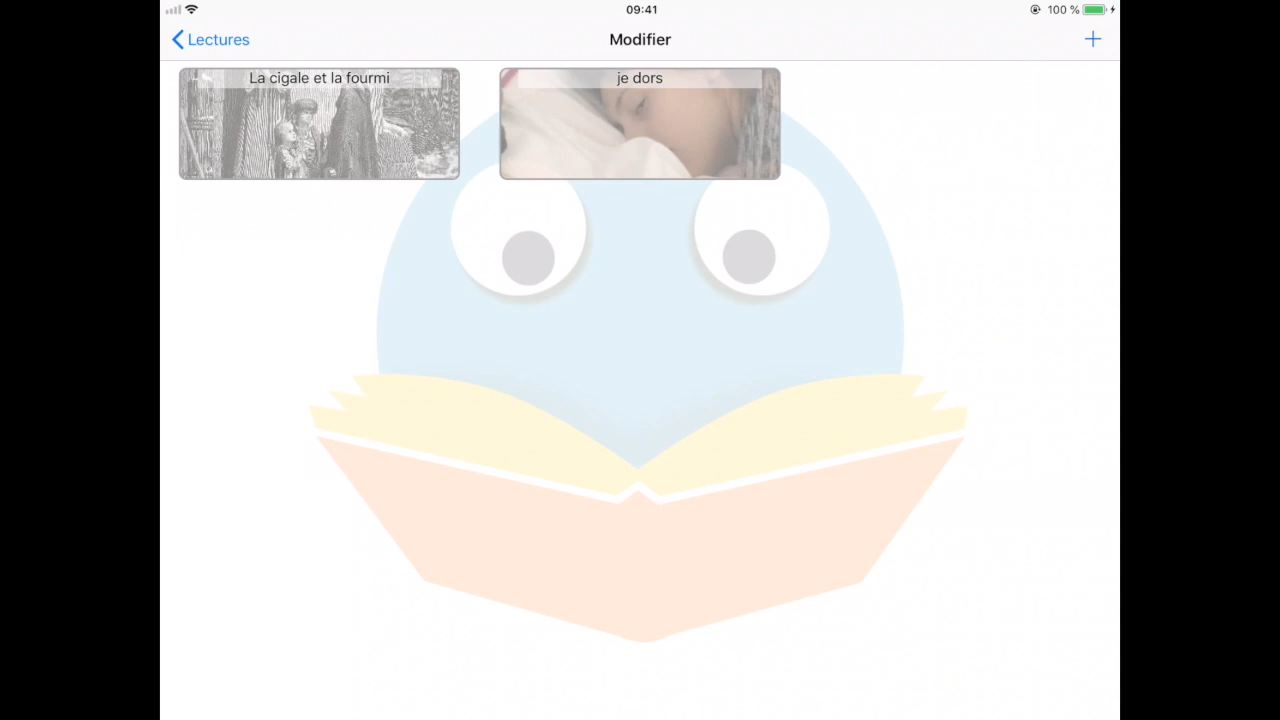 09:41
100 %
Lectures
Modifier
+
La cigale et la fourmi
je dors